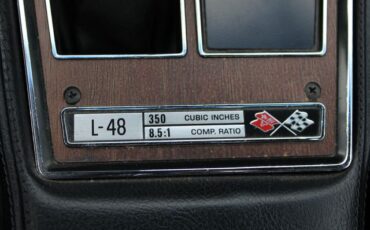 L-48
350 CUBIC INCHES
8.5:1 COMP. RATIO